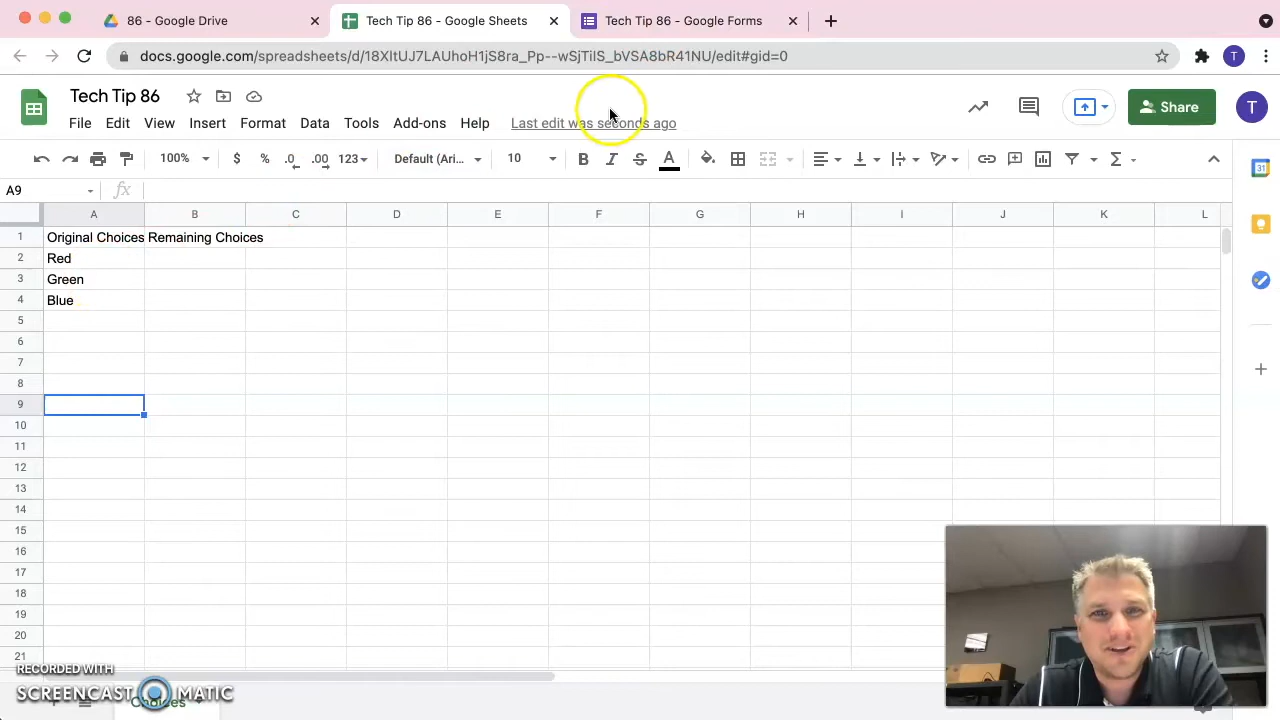 86 - Google Drive
Tech Tip 86 - Google Sheets
Tech Tip 86 - Google Forms
docs.google.com/spreadsheets/d/18XltUJ7LAUhoH1jS8ra_Pp--wSjTilS_bVSA8bR41NU/edit#gid=0
T
Tech Tip 86
File Edit View Insert Format Data Tools Add-ons Help Last edit was seconds ago
Share
T
100% $ % .0 .00 123 Default (Ari... 10 B I S A
31
A9 fx
A B C D E F G H I J K L
1 Original Choices Remaining Choices
2 Red
3 Green
4 Blue
5
6
7
8
9
10
11
12
13
14
15
16
17
18
19
20
21
RECORDED WITH
SCREENCAST MATIC
Choices